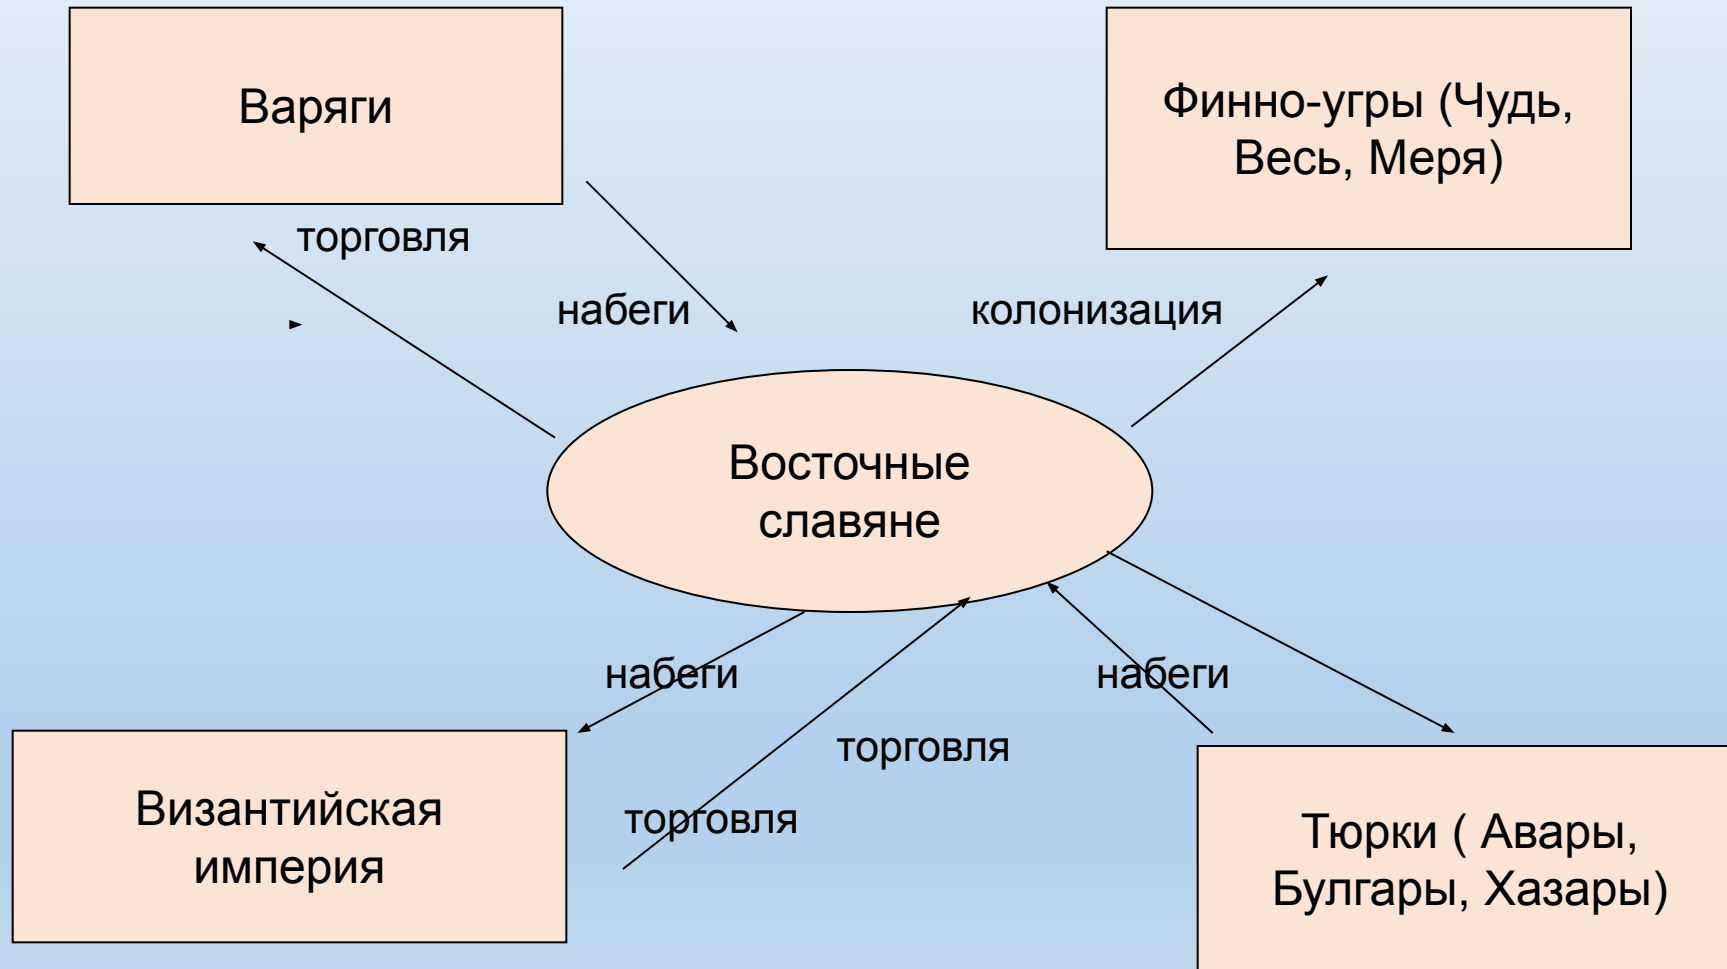 Варяги
Финно-угры (Чудь,
Весь, Меря)
торговля
набеги
колонизация
Восточные
славяне
набеги
набеги
торговля
торговля
Византийская
империя
Тюрки ( Авары,
Булгары, Хазары)